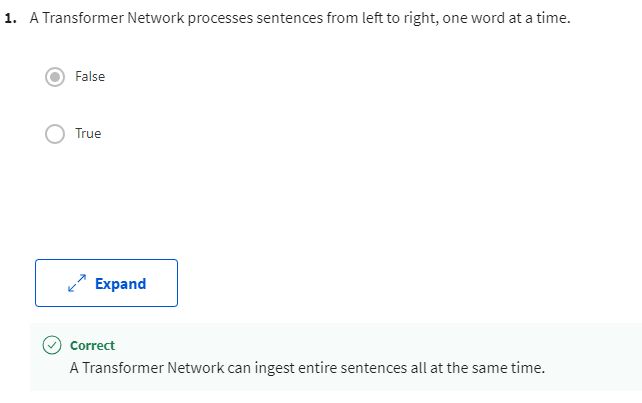 1. A Transformer Network processes sentences from left to right, one word at a time.
False
True
Expand
Correct
A Transformer Network can ingest entire sentences all at the same time.